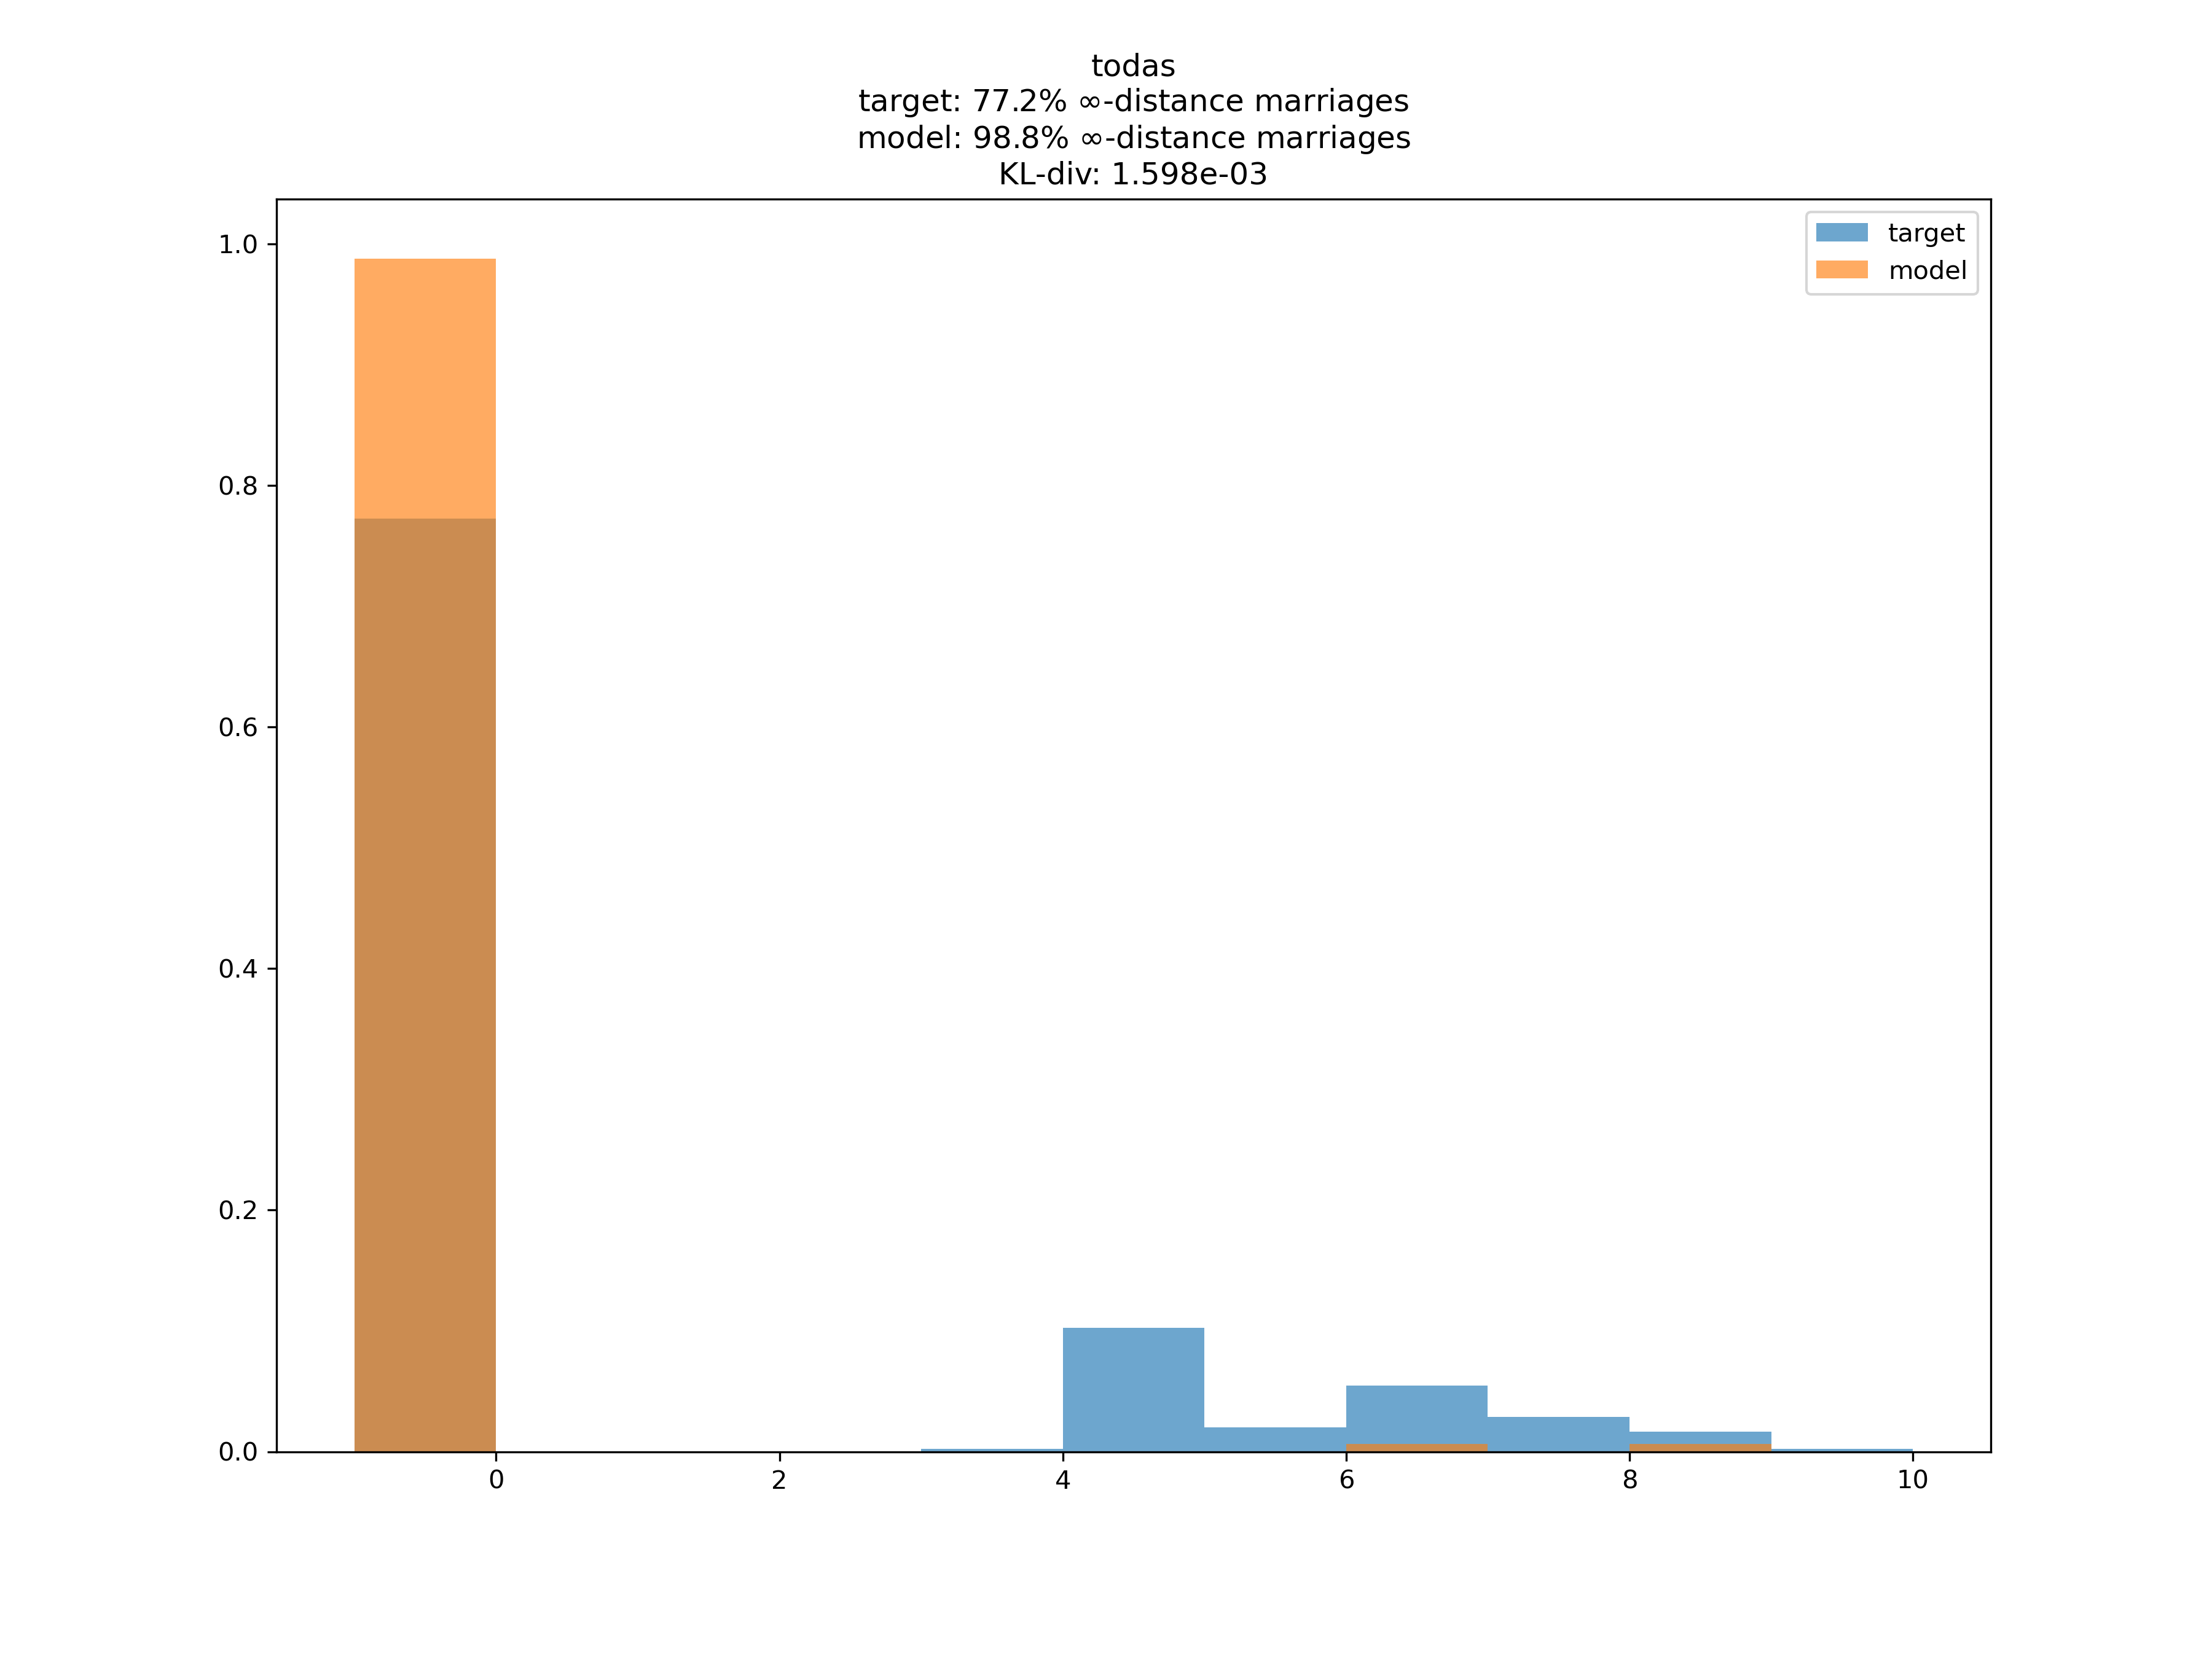 todas
target: 77.2% ∞-distance marriages
model: 98.8% ∞-distance marriages
KL-div: 1.598e-03
target
model
1.0
0.8
0.6
0.4
0.2
0.0
0 2 4 6 8 10